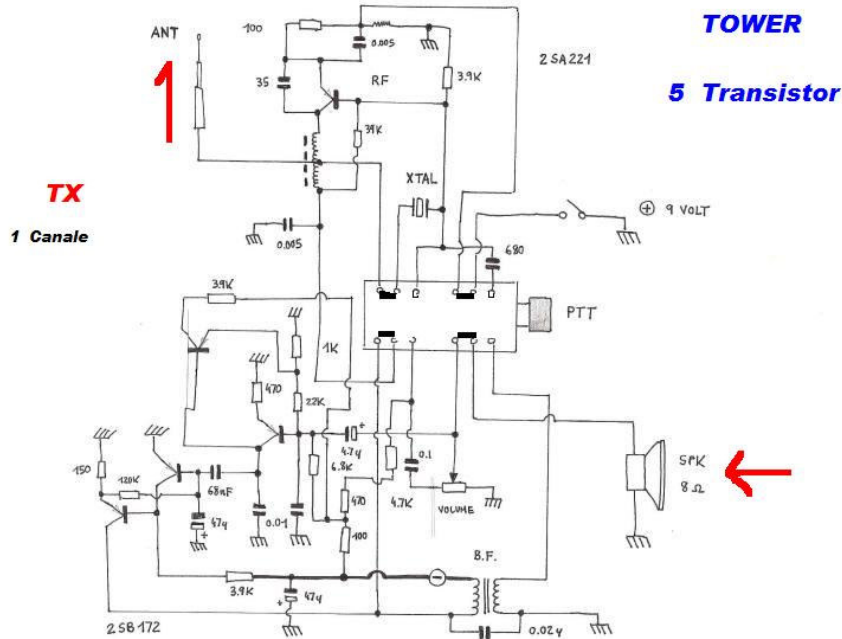 TOWER
5 Transistor
ANT
TX
1 Canale
100
0.005
35
RF
3.9K
2SA221
39K
XTAL
⊕ 9 VOLT
0.005
680
PTT
3.9K
1K
470
22K
4.7µ
+
6.8K
0.1
SPK
8Ω
150
120K
68nF
47µ
+
0.01
470
4.7K
VOLUME
100
B.F.
3.9K
47µ
+
−
0.02µ
2SB172